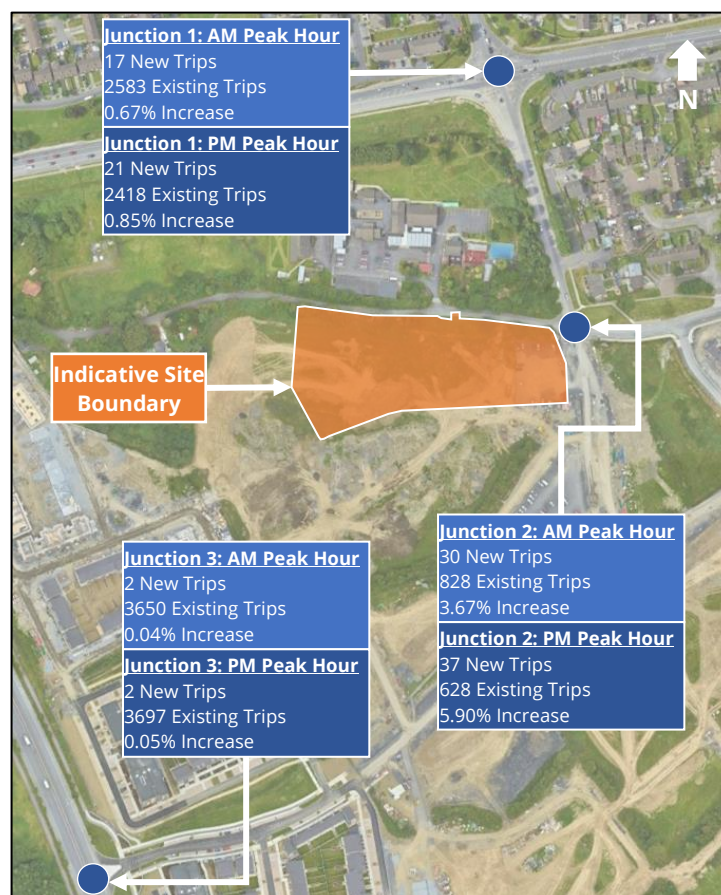 Junction 1: AM Peak Hour
17 New Trips
2583 Existing Trips
0.67% Increase
Junction 1: PM Peak Hour
21 New Trips
2418 Existing Trips
0.85% Increase
N
Indicative Site
Boundary
Junction 2: AM Peak Hour
30 New Trips
828 Existing Trips
3.67% Increase
Junction 2: PM Peak Hour
37 New Trips
628 Existing Trips
5.90% Increase
Junction 3: AM Peak Hour
2 New Trips
3650 Existing Trips
0.04% Increase
Junction 3: PM Peak Hour
2 New Trips
3697 Existing Trips
0.05% Increase